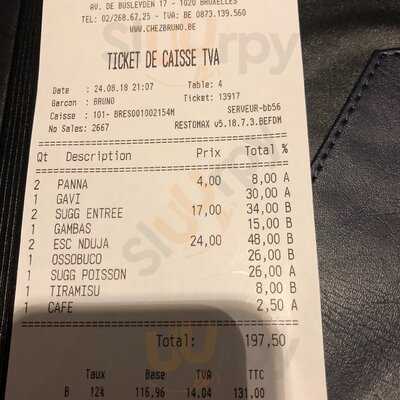 AV. DE BUSLEYDEN 17 - 1020 BRUXELLES
TEL: 02/268.67.25 - TVA: BE 0873.139.560
WWW.CHEZBRUNO.BE
TICKET DE CAISSE TVA
Date : 24.08.18 21:07 Table: 4
Garcon : BRUNO Ticket: 13917
Caisse : 101- BRES001002154M SERVEUR-bb56
No Sales: 2667 RESTOMAX v5.18.7.3.BEFDM
Qt Description Prix Total %
2 PANNA 4,00 8,00 A
1 GAVI 30,00 A
2 SUGG ENTREE 17,00 34,00 B
1 GAMBAS 15,00 B
2 ESC NDUJA 24,00 48,00 B
1 OSSOBUCO 26,00 B
1 SUGG POISSON 26,00 A
1 TIRAMISU 8,00 B
1 CAFE 2,50 A
Total: 197,50
Taux Base TVA TTC
B 12% 116,96 14,04 131,00